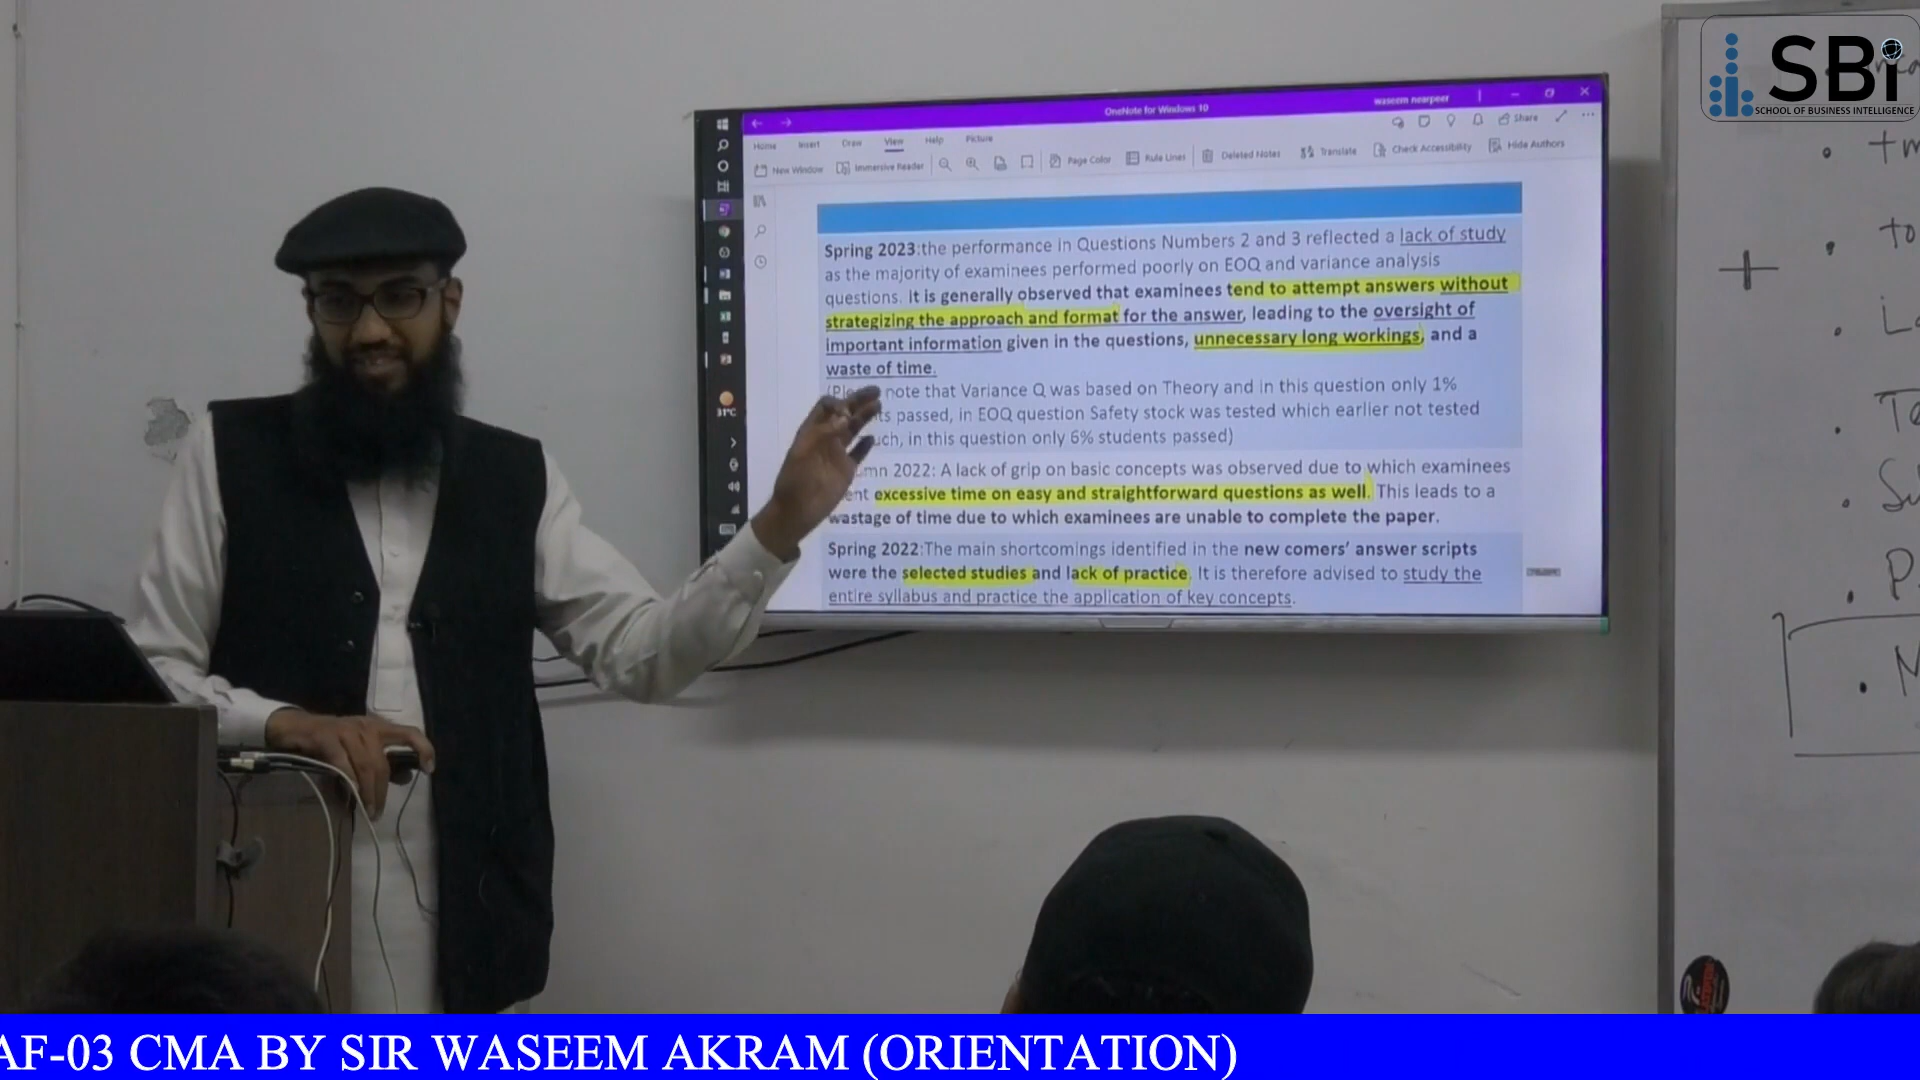 SBi
SCHOOL OF BUSINESS INTELLIGENCE
OneNote for Windows 10
waseem nearpeer
Home Insert Draw View Help Picture
Share
New Window Immersive Reader Page Color Rule Lines Deleted Notes Translate Check Accessibility Hide Authors
Spring 2023:the performance in Questions Numbers 2 and 3 reflected a lack of study
as the majority of examinees performed poorly on EOQ and variance analysis
questions. It is generally observed that examinees tend to attempt answers without
strategizing the approach and format for the answer, leading to the oversight of
important information given in the questions, unnecessary long workings, and a
waste of time.
note that Variance Q was based on Theory and in this question only 1%
passed, in EOQ question Safety stock was tested which earlier not tested
in this question only 6% students passed)
2022: A lack of grip on basic concepts was observed due to which examinees
excessive time on easy and straightforward questions as well. This leads to a
wastage of time due to which examinees are unable to complete the paper.
Spring 2022:The main shortcomings identified in the new comers' answer scripts
were the selected studies and lack of practice. It is therefore advised to study the
entire syllabus and practice the application of key concepts.
31°C
+
AF-03 CMA BY SIR WASEEM AKRAM (ORIENTATION)